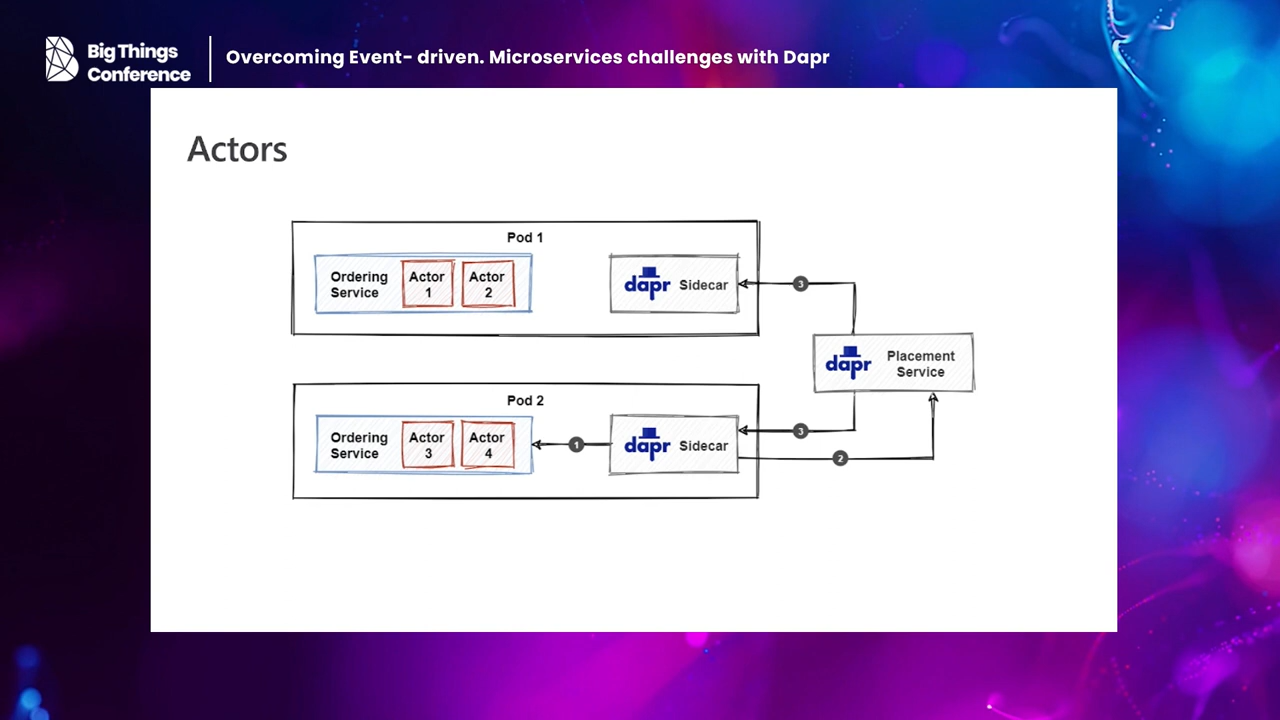 Big Things
Conference
Overcoming Event- driven. Microservices challenges with Dapr
Actors
Pod 1
Ordering
Service
Actor
1
Actor
2
dapr
Sidecar
3
dapr
Placement
Service
Pod 2
Ordering
Service
Actor
3
Actor
4
1
dapr
Sidecar
3
2